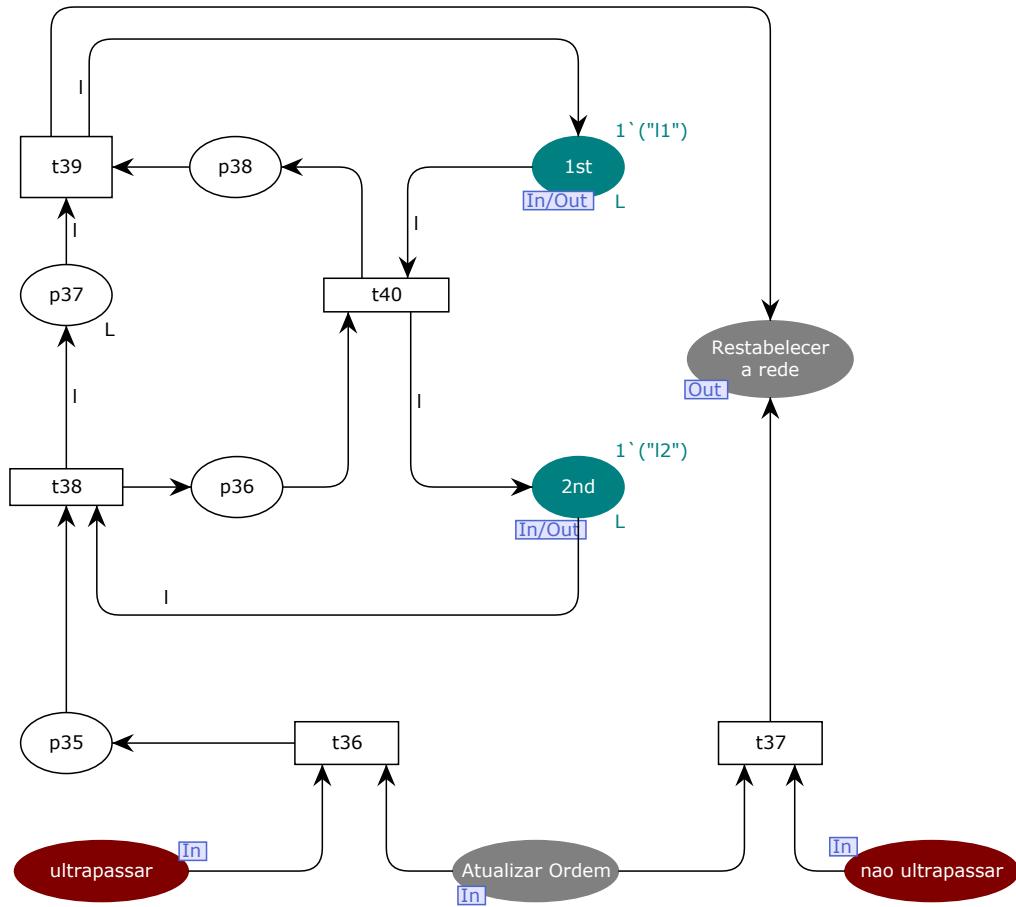 l
1`("l1")
t39
p38
1st
In/Out
L
l
l
p37
t40
L
Restabelecer
a rede
Out
l
l
1`("l2")
t38
p36
2nd
In/Out
L
l
p35
t36
t37
In
In
ultrapassar
Atualizar Ordem
nao ultrapassar
In